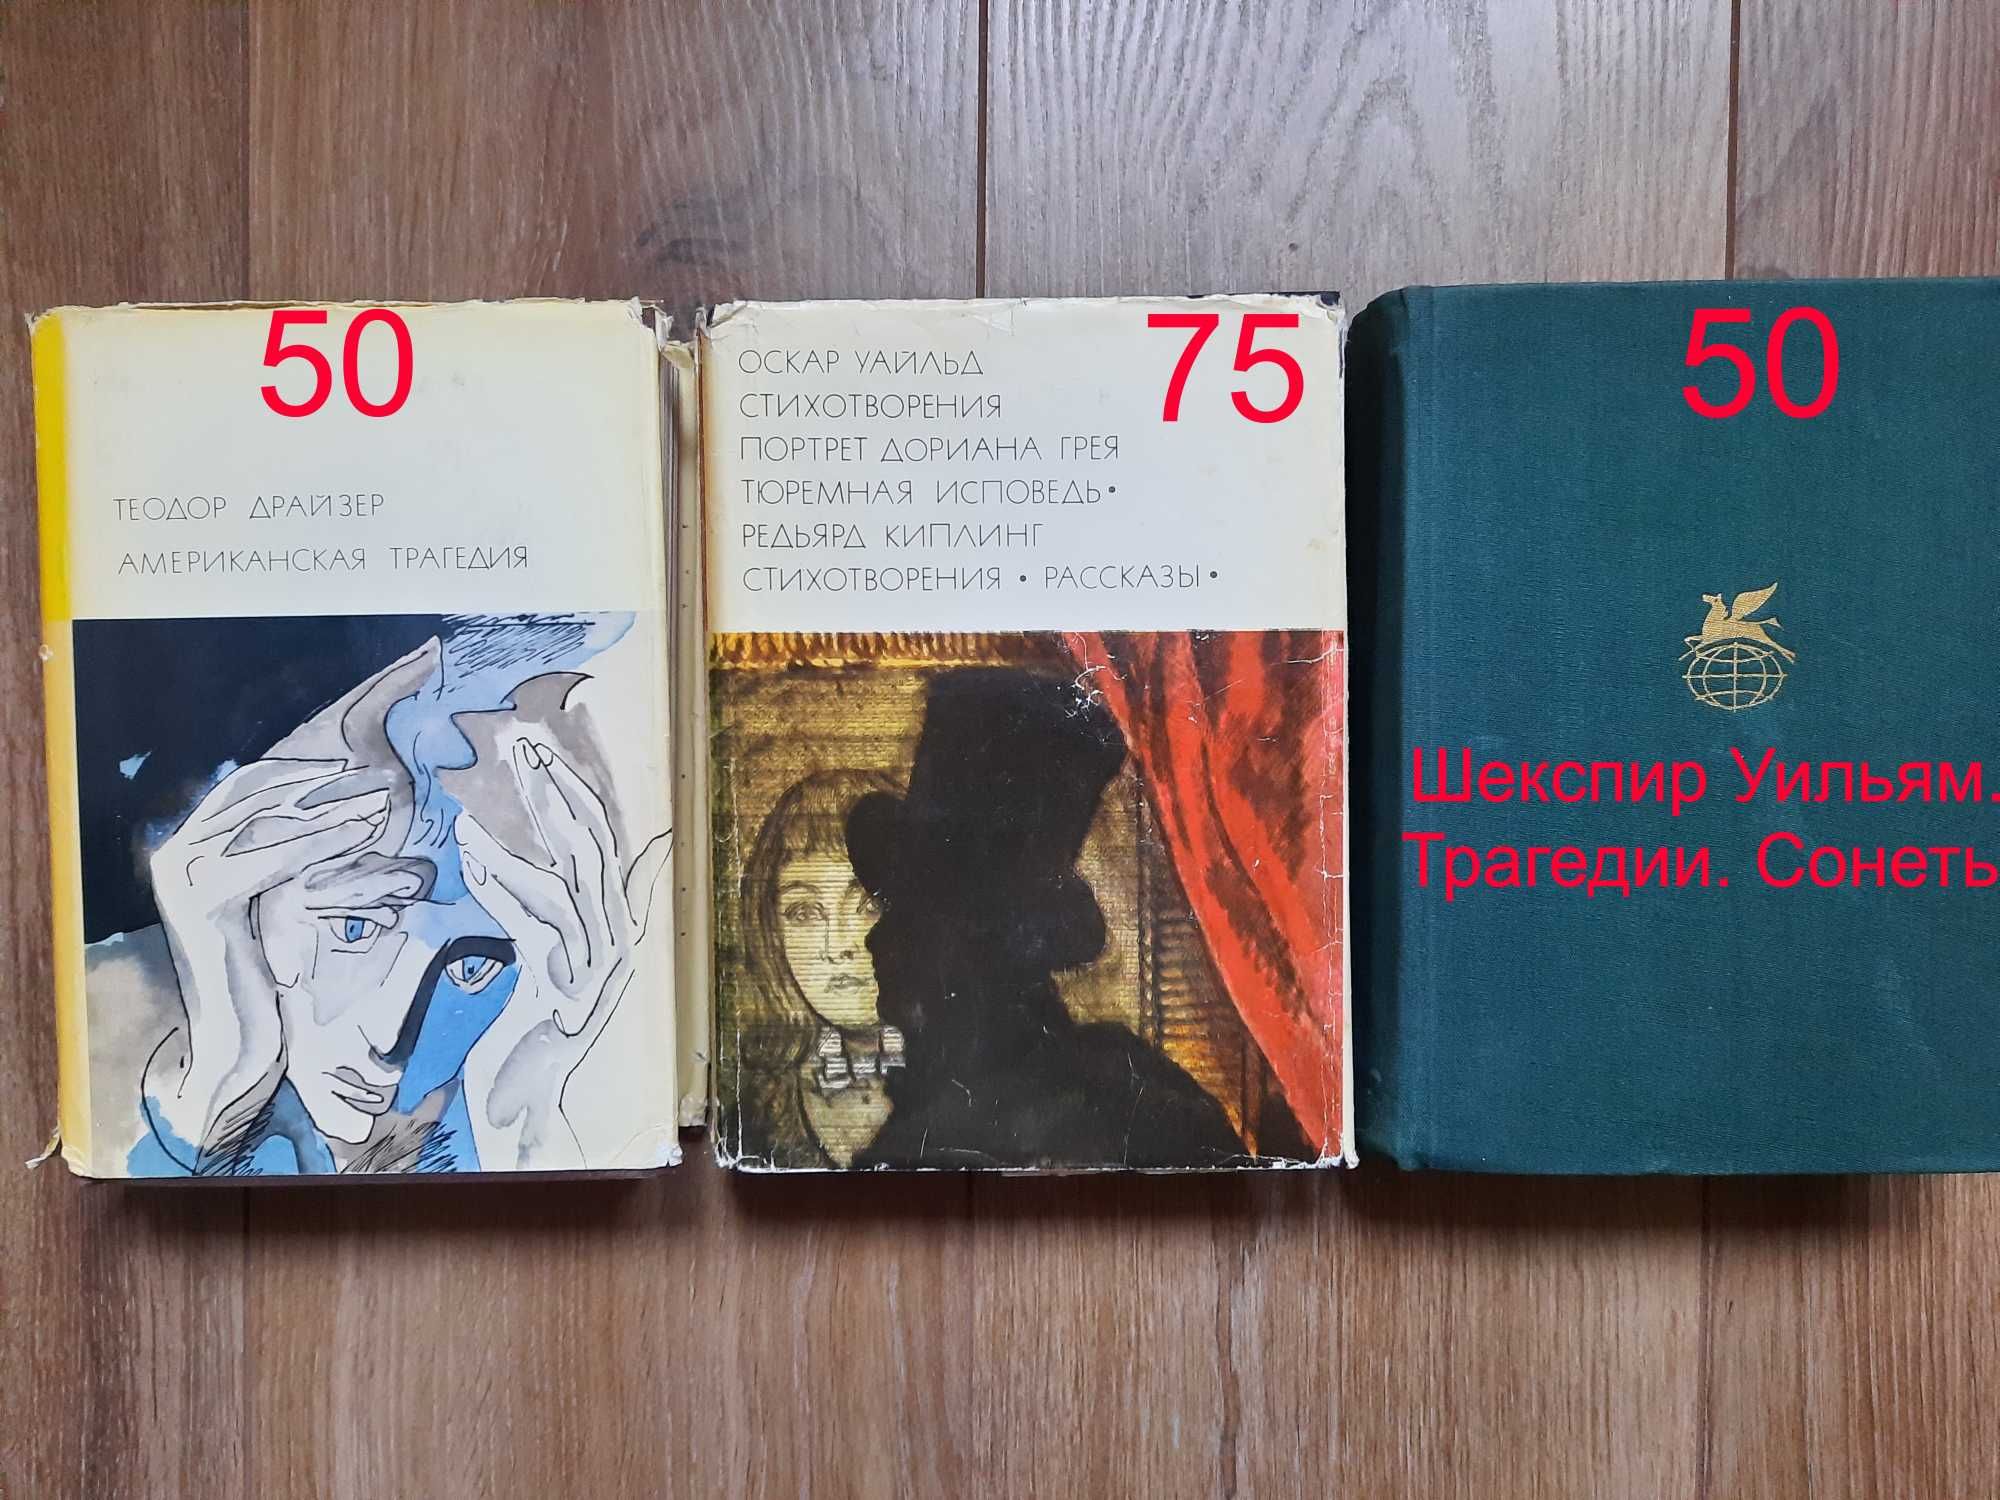 50
ТЕОДОР ДРАЙЗЕР
АМЕРИКАНСКАЯ ТРАГЕДИЯ
75
ОСКАР УАЙЛЬД
СТИХОТВОРЕНИЯ
ПОРТРЕТ ДОРИАНА ГРЕЯ
ТЮРЕМНАЯ ИСПОВЕДЬ •
РЕДЬЯРД КИПЛИНГ
СТИХОТВОРЕНИЯ • РАССКАЗЫ •
50
Шекспир Уильям.
Трагедии. Сонеты